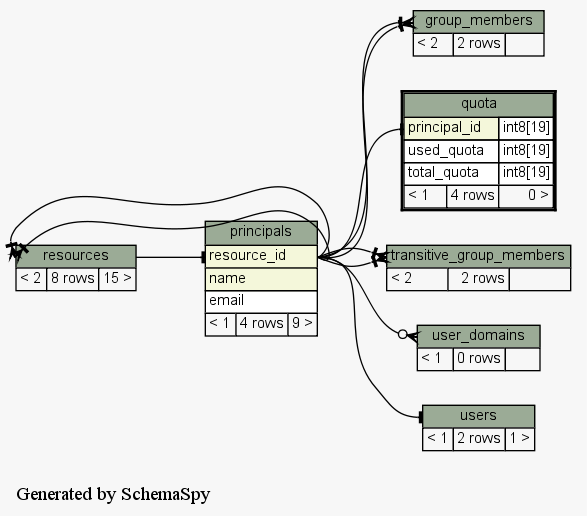 group_members
< 2 2 rows
quota
principal_id int8[19]
used_quota int8[19]
total_quota int8[19]
< 1 4 rows 0 >
principals
resource_id
name
email
< 1 4 rows 9 >
resources
< 2 8 rows 15 >
transitive_group_members
< 2 2 rows
user_domains
< 1 0 rows
users
< 1 2 rows 1 >
Generated by SchemaSpy